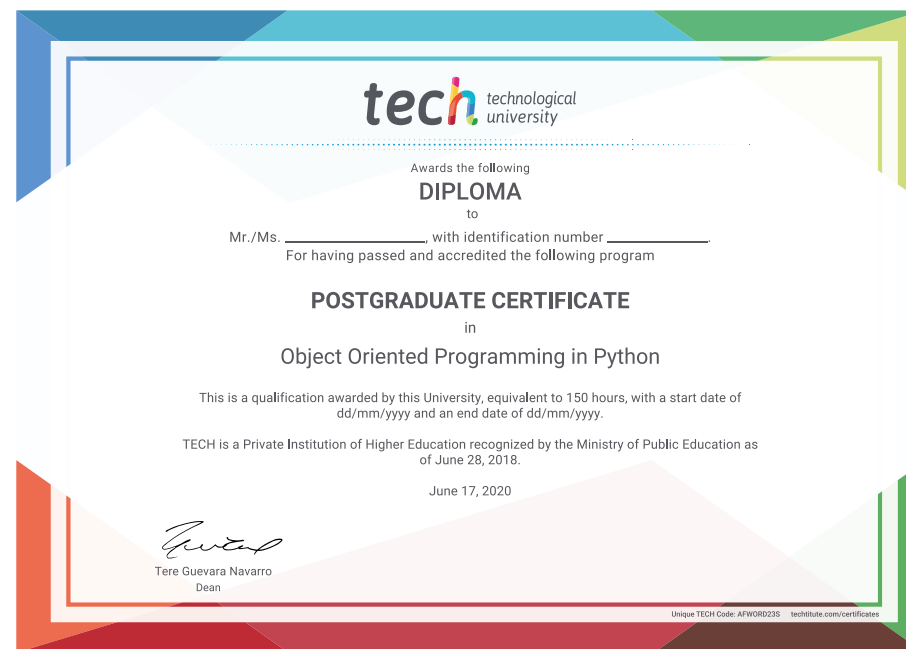 tech technological
university
Awards the following
DIPLOMA
to
Mr./Ms. ____________________, with identification number ______________.
For having passed and accredited the following program
POSTGRADUATE CERTIFICATE
in
Object Oriented Programming in Python
This is a qualification awarded by this University, equivalent to 150 hours, with a start date of
dd/mm/yyyy and an end date of dd/mm/yyyy.
TECH is a Private Institution of Higher Education recognized by the Ministry of Public Education as
of June 28, 2018.
June 17, 2020
Tere Guevara Navarro
Dean
Unique TECH Code: AFWORD23S techtitute.com/certificates